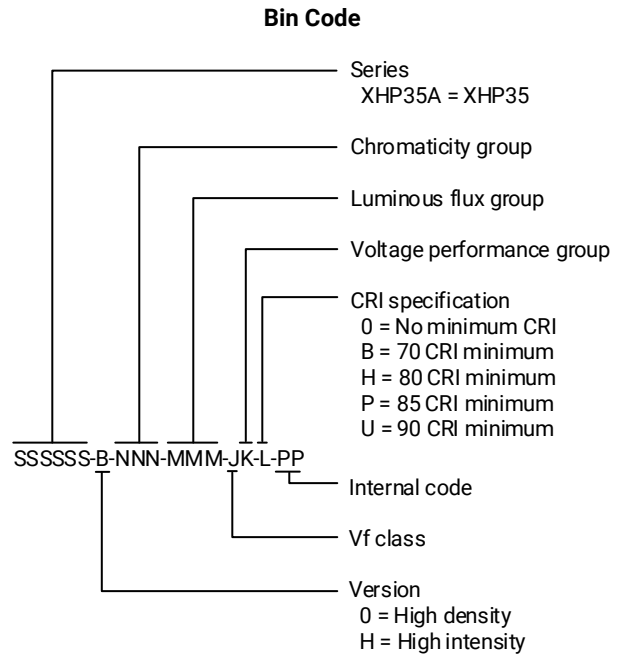 Bin Code
Series
XHP35A = XHP35
Chromaticity group
Luminous flux group
Voltage performance group
CRI specification
0 = No minimum CRI
B = 70 CRI minimum
H = 80 CRI minimum
P = 85 CRI minimum
U = 90 CRI minimum
SSSSSS-B-NNN-MMM-JK-L-PP
Internal code
Vf class
Version
0 = High density
H = High intensity